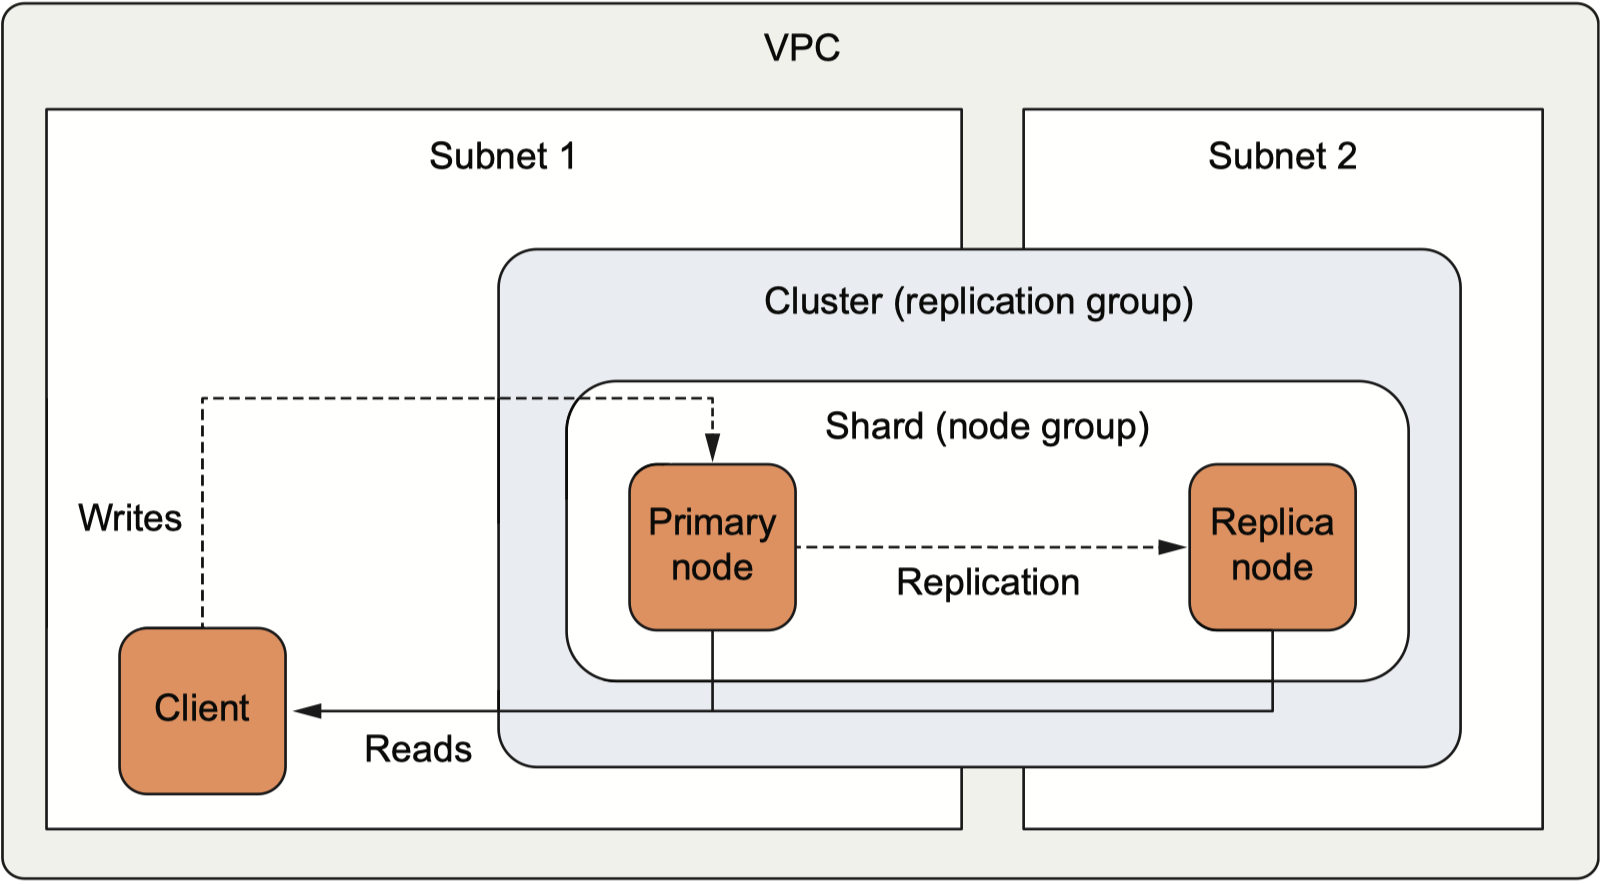 VPC
Subnet 1
Subnet 2
Cluster (replication group)
Shard (node group)
Writes
Primary
node
Replica
node
Replication
Client
Reads